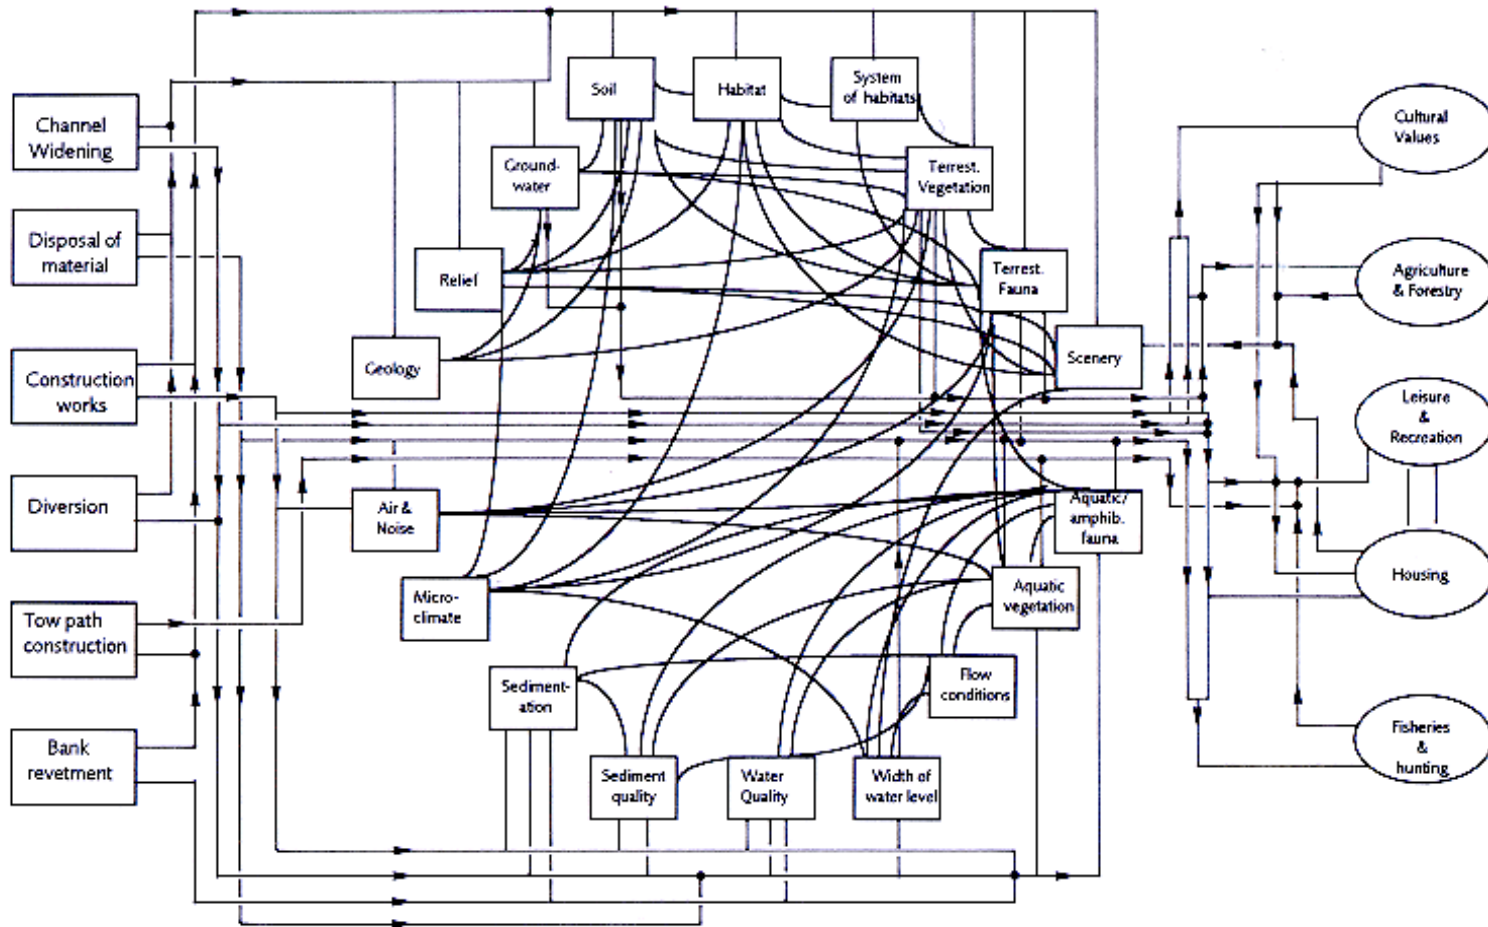 Channel
Widening
Disposal of
material
Construction
works
Diversion
Tow path
construction
Bank
revetment
Soil
Habitat
System
of habitats
Ground-
water
Terrest.
Vegetation
Relief
Terrest.
Fauna
Geology
Scenery
Air &
Noise
Aquatic/
amphib.
fauna
Micro-
climate
Aquatic
vegetation
Sediment-
ation
Flow
conditions
Sediment
quality
Water
Quality
Width of
water level
Cultural
Values
Agriculture
& Forestry
Leisure
&
Recreation
Housing
Fisheries
&
hunting